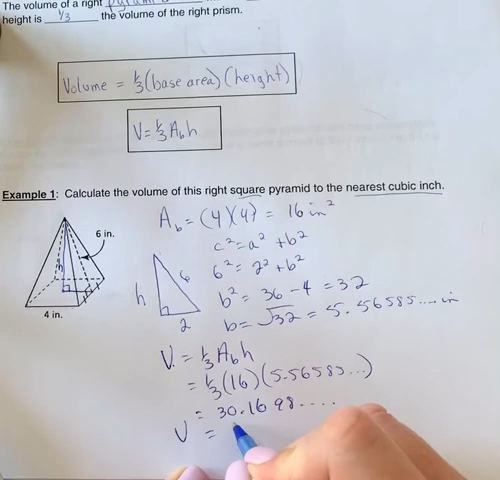 The volume of a right pyramid
height is 1/3 the volume of the right prism.
Volume = 1/3 (base area) (height)
V = 1/3 Abh
Example 1: Calculate the volume of this right square pyramid to the nearest cubic inch.
Ab = (4)(4) = 16 in²
c² = a² + b²
6 in.
6² = 2² + b²
h
h
6
b² = 36 - 4 = 32
4 in.
2
b = √32 = 5.56585.... in
V = 1/3 Abh
= 1/3 (16) (5.56585...)
= 30.1698....
V =